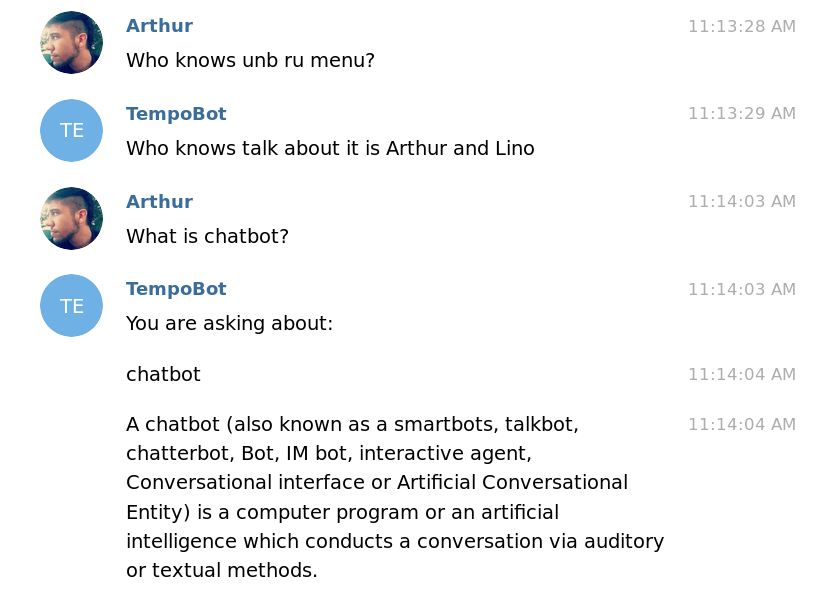 Arthur 11:13:28 AM
Who knows unb ru menu?
TE TempoBot 11:13:29 AM
Who knows talk about it is Arthur and Lino
Arthur 11:14:03 AM
What is chatbot?
TE TempoBot 11:14:03 AM
You are asking about:
chatbot 11:14:04 AM
A chatbot (also known as a smartbots, talkbot, 11:14:04 AM
chatterbot, Bot, IM bot, interactive agent,
Conversational interface or Artificial Conversational
Entity) is a computer program or an artificial
intelligence which conducts a conversation via auditory
or textual methods.